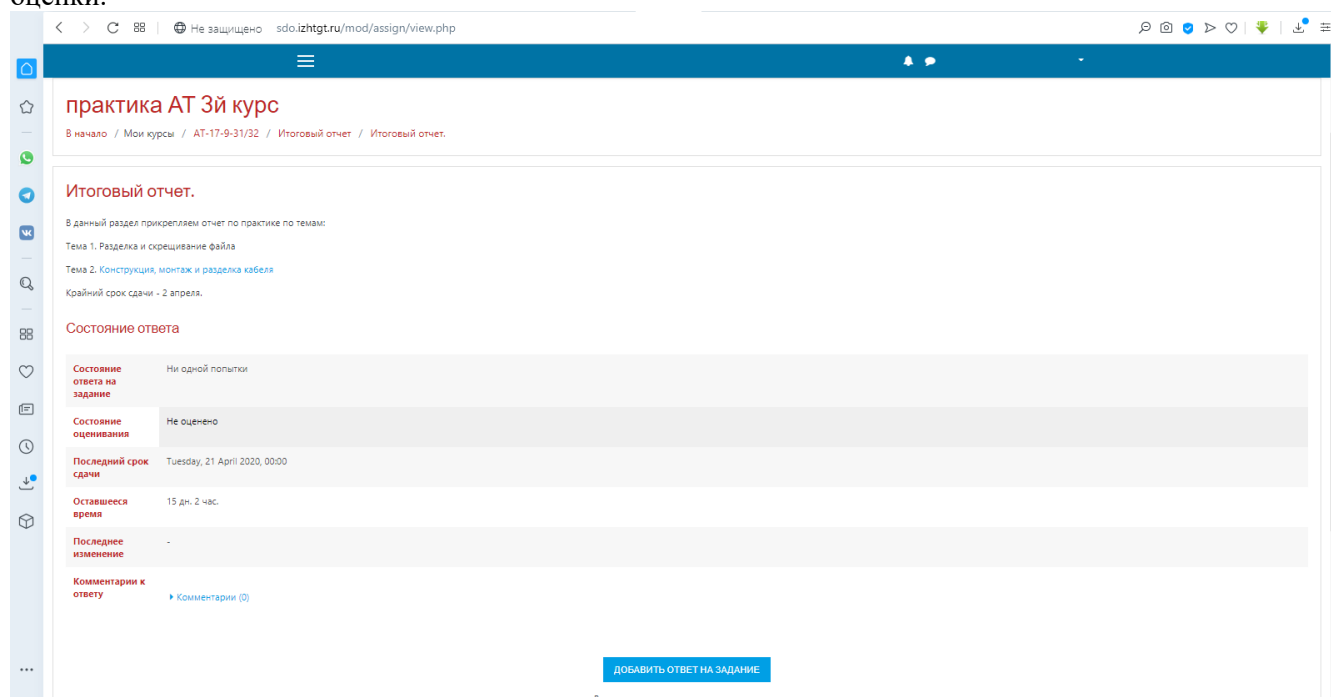 оценки.
Не защищено sdo.izhtgt.ru/mod/assign/view.php
практика АТ 3й курс
В начало / Мои курсы / АТ-17-9-31/32 / Итоговый отчет / Итоговый отчет.
Итоговый отчет.
В данный раздел прикрепляем отчет по практике по темам:
Тема 1. Разделка и скрещивание файла
Тема 2. Конструкция, монтаж и разделка кабеля
Крайний срок сдачи - 2 апреля.
Состояние ответа
Состояние ответа на задание
Ни одной попытки
Состояние оценивания
Не оценено
Последний срок сдачи
Tuesday, 21 April 2020, 00:00
Оставшееся время
15 дн. 2 час.
Последнее изменение
-
Комментарии к ответу
Комментарии (0)
ДОБАВИТЬ ОТВЕТ НА ЗАДАНИЕ